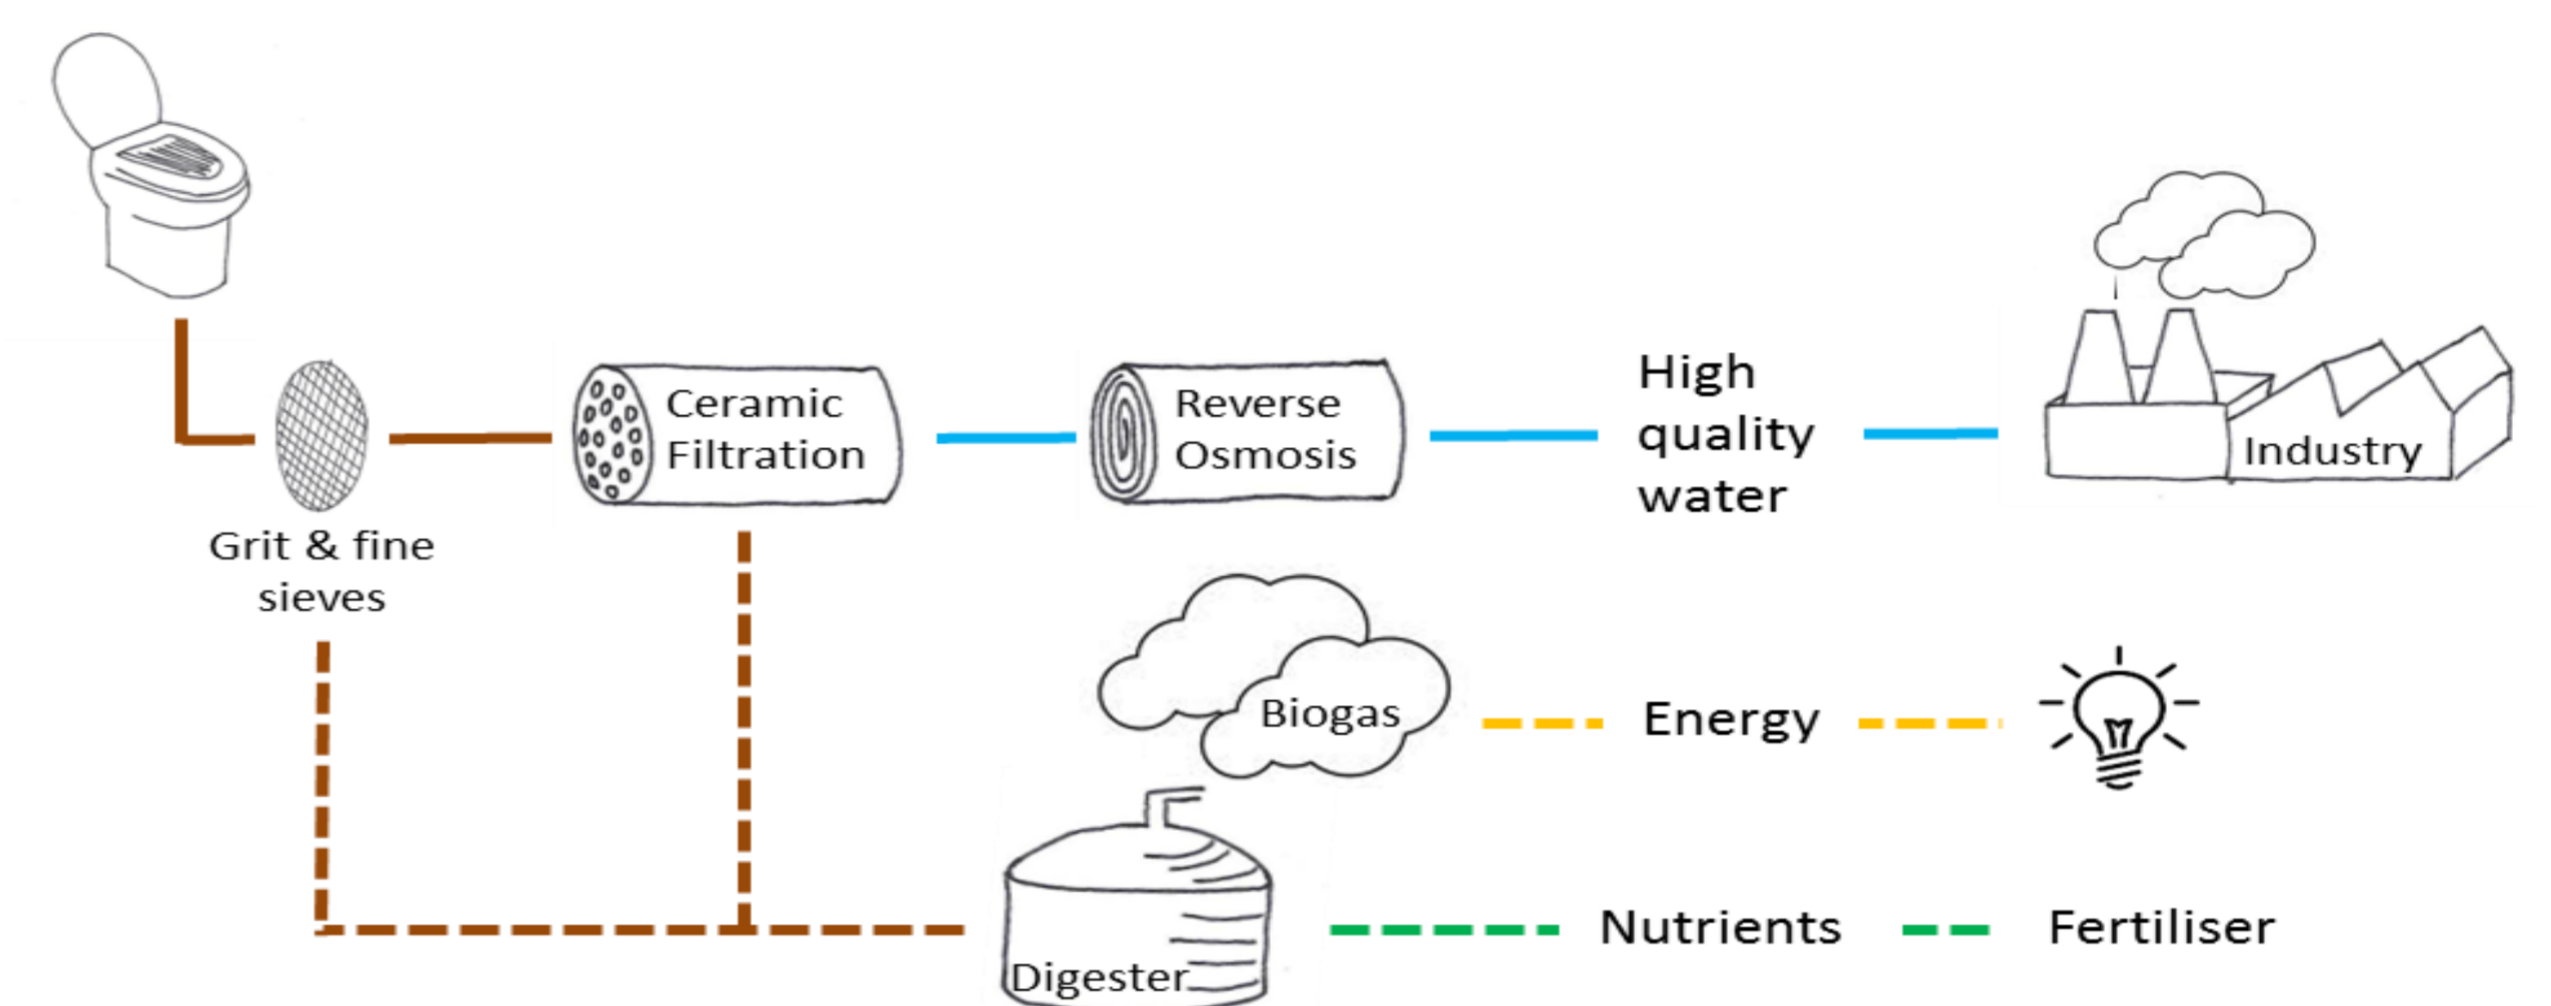 Ceramic
Filtration
Reverse
Osmosis
High
quality
water
Industry
Grit & fine
sieves
Biogas
Energy
Digester
Nutrients
Fertiliser